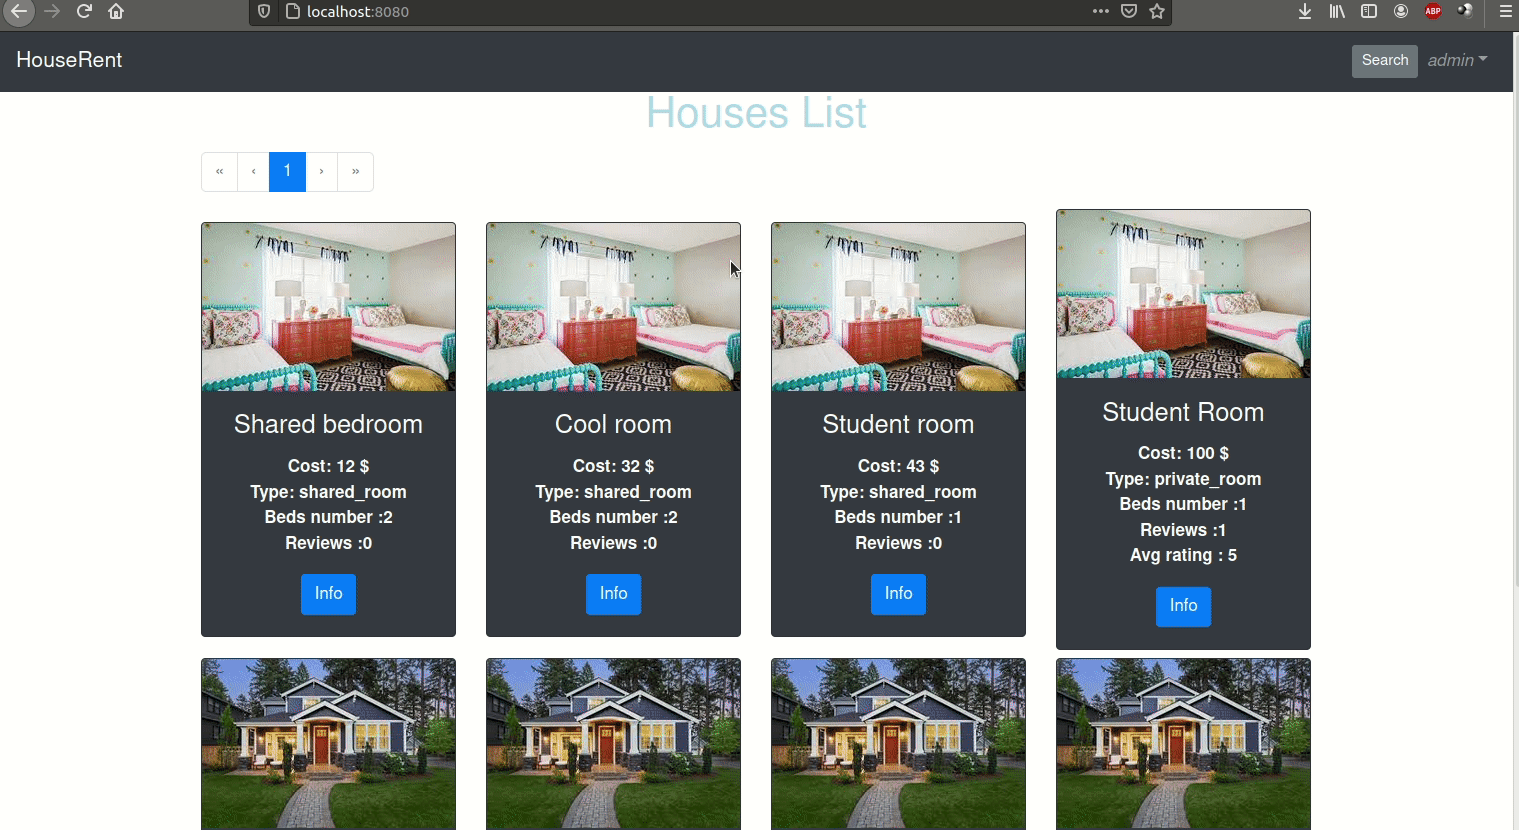 localhost:8080
ABP
HouseRent
Search
admin
Houses List
« ‹ 1 › »
Shared bedroom
Cost: 12 $
Type: shared_room
Beds number :2
Reviews :0
Info
Cool room
Cost: 32 $
Type: shared_room
Beds number :2
Reviews :0
Info
Student room
Cost: 43 $
Type: shared_room
Beds number :1
Reviews :0
Info
Student Room
Cost: 100 $
Type: private_room
Beds number :1
Reviews :1
Avg rating : 5
Info